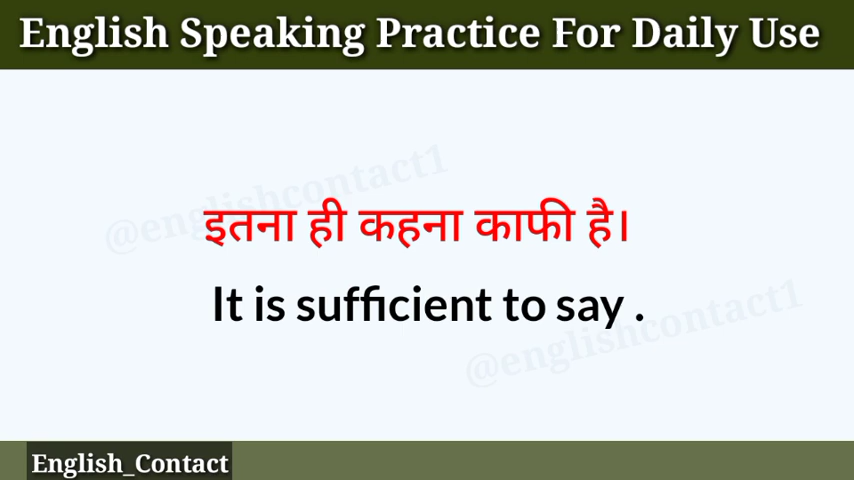 English Speaking Practice For Daily Use
@englishcontact1
इतना ही कहना काफी है।
It is sufficient to say .
@englishcontact1
English_Contact